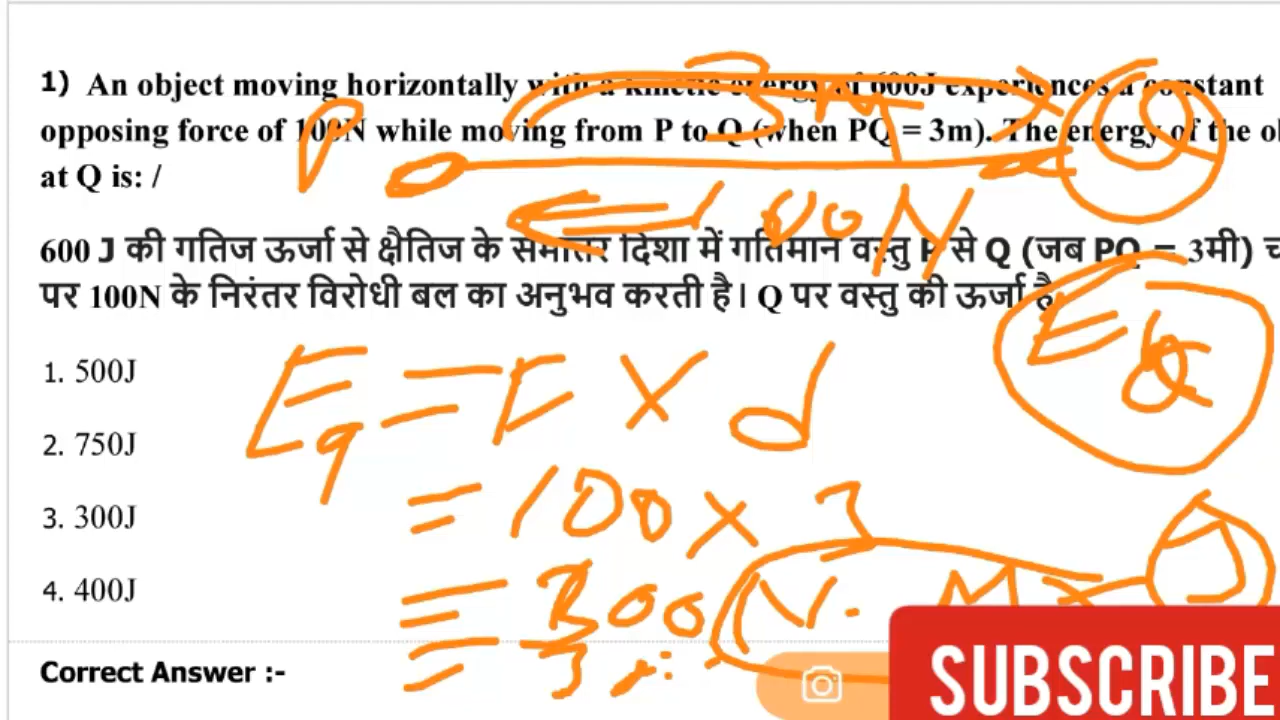 1) An object moving horizontally with a kinetic energy of 600J experiences a constant
opposing force of 100N while moving from P to Q (when PQ = 3m). The energy of the
at Q is: /
P
3M
Q
100 N
600 J की गतिज ऊर्जा से क्षैतिज के समांतर दिशा में गतिमान वस्तु P से Q (जब PQ = 3मी)
पर 100N के निरंतर विरोधी बल का अनुभव करती है। Q पर वस्तु की ऊर्जा है
1. 500J
2. 750J
3. 300J
4. 400J
= 100 X 3
= 300 N. M
Correct Answer :-
SUBSCRIBE